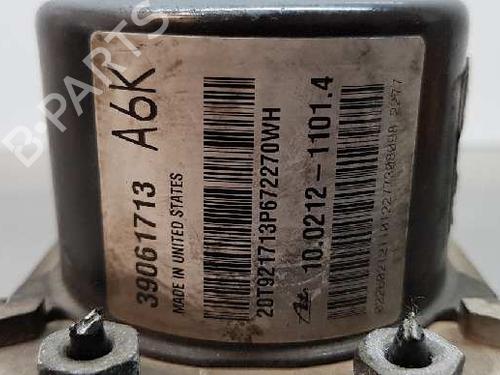 39061713 A6K
MADE IN UNITED STATES
20T921713P672270WH
10.0212-1101.4
B-PARTS